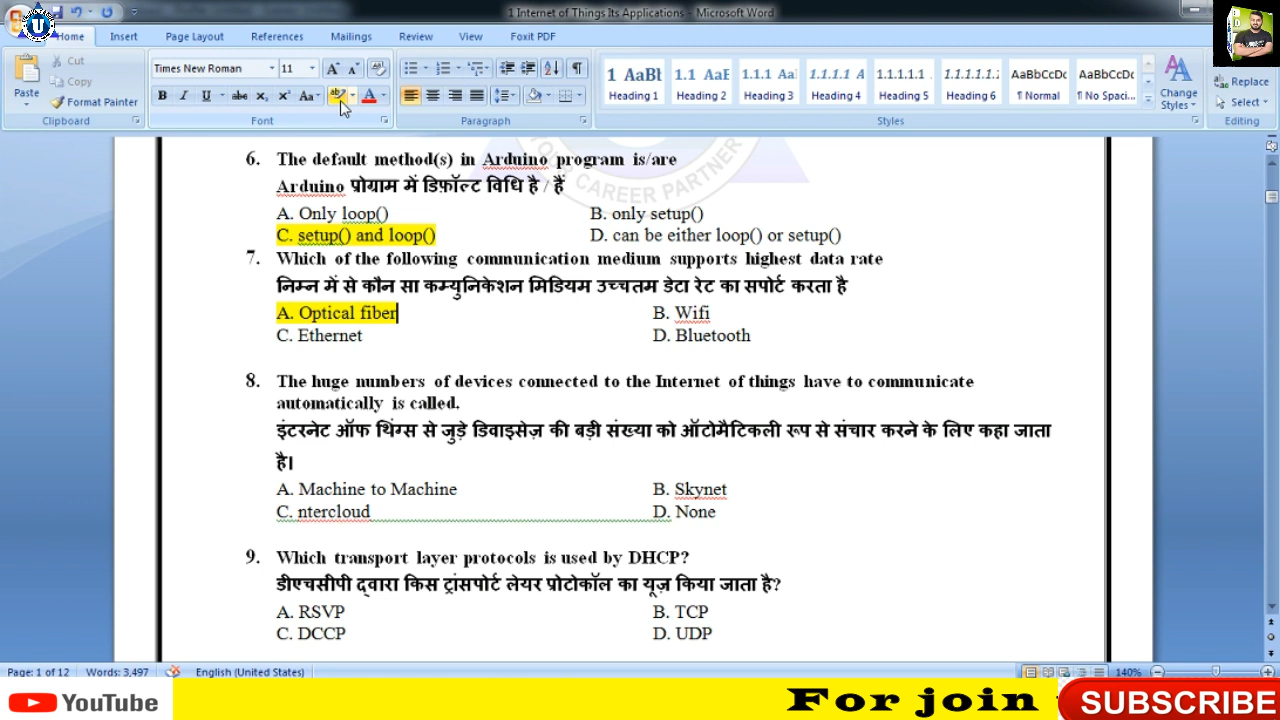 1 Internet of Things Its Applications - Microsoft Word
Home Insert Page Layout References Mailings Review View Foxit PDF
Paste
Cut
Copy
Format Painter
Clipboard
Times New Roman 11
Font
Paragraph
1 AaBl 1.1 AaE 1.1.1 Aa 1.1.1.1 A 1.1.1.1.1 1.1.1.1.1. AaBbCcDc AaBbCcDc
Heading 1 Heading 2 Heading 3 Heading 4 Heading 5 Heading 6 ¶ Normal ¶ No Spaci...
Styles
Change Styles
Replace
Select
Editing
CAREER PARTNER
6. The default method(s) in Arduino program is/are
Arduino प्रोग्राम में डिफ़ॉल्ट विधि है / हैं
A. Only loop() B. only setup()
C. setup() and loop() D. can be either loop() or setup()
7. Which of the following communication medium supports highest data rate
निम्न में से कौन सा कम्युनिकेशन मिडियम उच्चतम डेटा रेट का सपोर्ट करता है
A. Optical fiber B. Wifi
C. Ethernet D. Bluetooth
8. The huge numbers of devices connected to the Internet of things have to communicate
automatically is called.
इंटरनेट ऑफ थिंग्स से जुड़े डिवाइसेज़ की बड़ी संख्या को ऑटोमैटिकली रूप से संचार करने के लिए कहा जाता
है।
A. Machine to Machine B. Skynet
C. ntercloud D. None
9. Which transport layer protocols is used by DHCP?
डीएचसीपी द्वारा किस ट्रांसपोर्ट लेयर प्रोटोकॉल का यूज़ किया जाता है?
A. RSVP B. TCP
C. DCCP D. UDP
Page: 1 of 12 Words: 3,497 English (United States) 140%
YouTube For join SUBSCRIBE